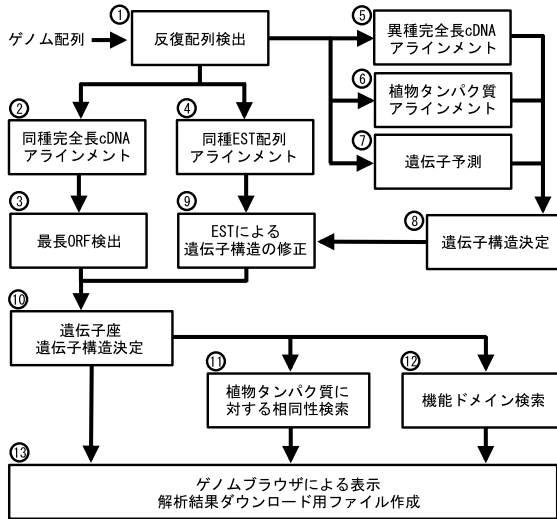 ①
ゲノム配列
反復配列検出
②
同種完全長cDNA
アラインメント
③
最長ORF検出
④
同種EST配列
アラインメント
⑤
異種完全長cDNA
アラインメント
⑥
植物タンパク質
アラインメント
⑦
遺伝子予測
⑧
遺伝子構造決定
⑨
ESTによる
遺伝子構造の修正
⑩
遺伝子座
遺伝子構造決定
⑪
植物タンパク質に
対する相同性検索
⑫
機能ドメイン検索
⑬
ゲノムブラウザによる表示
解析結果ダウンロード用ファイル作成